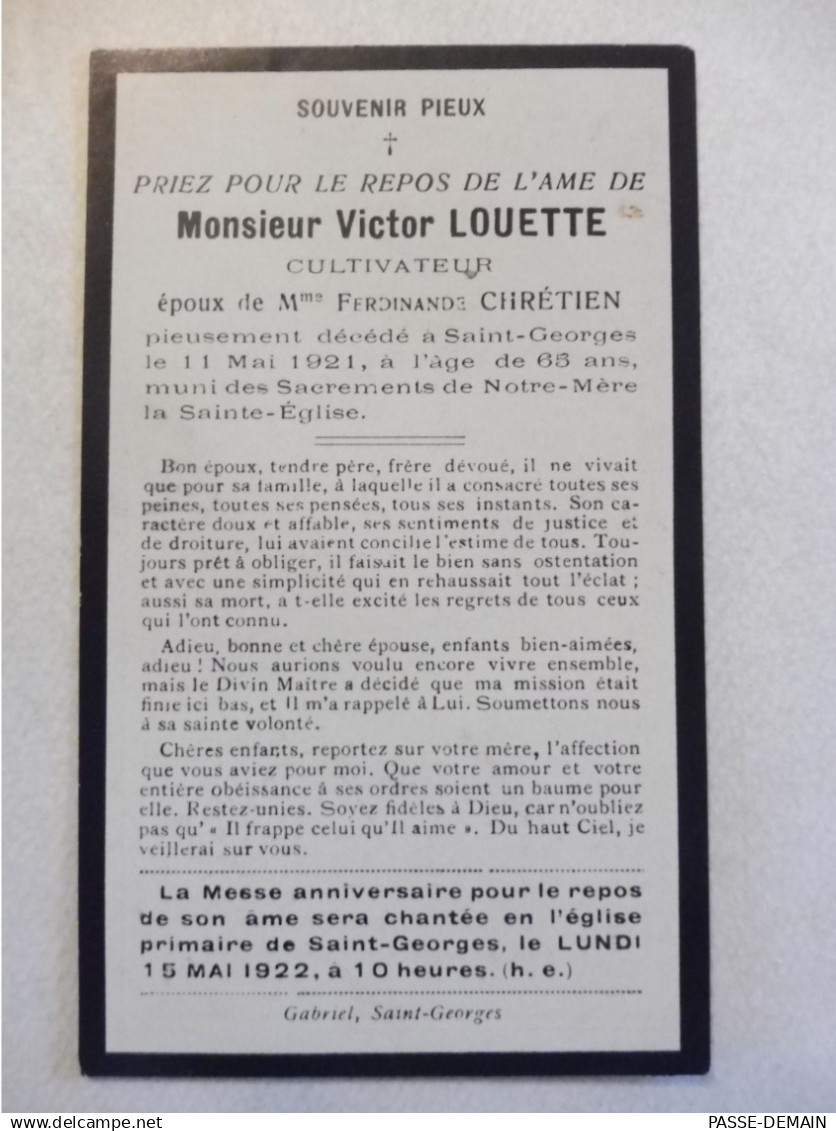 SOUVENIR PIEUX
PRIEZ POUR LE REPOS DE L'AME DE
Monsieur Victor LOUETTE
CULTIVATEUR
époux de Mme FERDINANDE CHRÉTIEN
pieusement décédé à Saint-Georges
le 11 Mai 1921, à l'âge de 65 ans,
muni des Sacrements de Notre-Mère
la Sainte-Église.
Bon époux, tendre père, frère dévoué, il ne vivait
que pour sa famille, à laquelle il a consacré toutes ses
peines, toutes ses pensées, tous ses instants. Son ca-
ractère doux et affable, ses sentiments de justice et
de droiture, lui avaient concilie l'estime de tous. Tou-
jours prêt à obliger, il faisait le bien sans ostentation
et avec une simplicité qui en rehaussait tout l'éclat ;
aussi sa mort, a t-elle excité les regrets de tous ceux
qui l'ont connu.
Adieu, bonne et chère épouse, enfants bien-aimées,
adieu ! Nous aurions voulu encore vivre ensemble,
mais le Divin Maître a décidé que ma mission était
finie ici bas, et Il m'a rappelé à Lui. Soumettons nous
à sa sainte volonté.
Chères enfants, reportez sur votre mère, l'affection
que vous aviez pour moi. Que votre amour et votre
entière obéissance à ses ordres soient un baume pour
elle. Restez-unies. Soyez fidèles à Dieu, car n'oubliez
pas qu' « Il frappe celui qu'Il aime ». Du haut Ciel, je
veillerai sur vous.
La Messe anniversaire pour le repos
de son âme sera chantée en l'église
primaire de Saint-Georges, le LUNDI
15 MAI 1922, à 10 heures. (h. e.)
Gabriel, Saint-Georges
delcampe.net
PASSE-DEMAIN